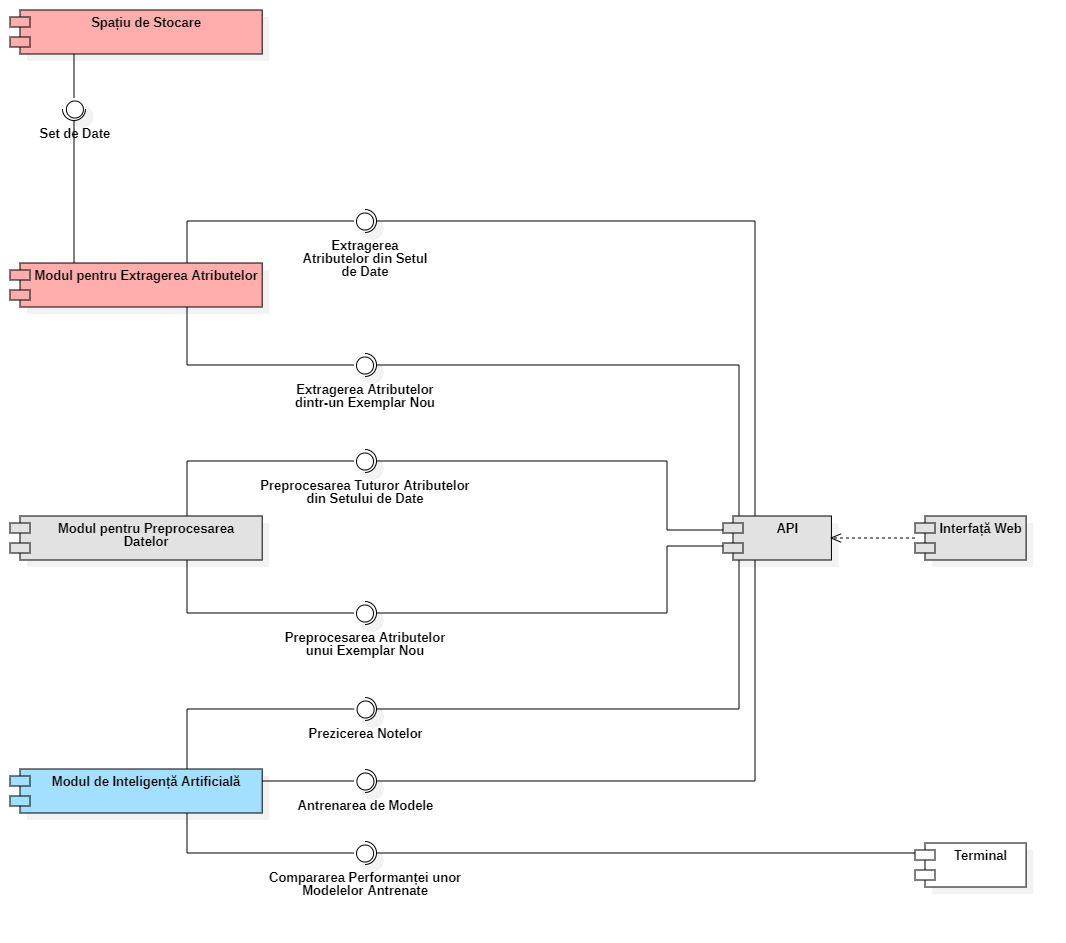 Spațiu de Stocare
Set de Date
Extragerea
Atributelor din Setul
de Date
Modul pentru Extragerea Atributelor
Extragerea Atributelor
dintr-un Exemplar Nou
Preprocesarea Tuturor Atributelor
din Setului de Date
Modul pentru Preprocesarea
Datelor
API
Interfață Web
Preprocesarea Atributelor
unui Exemplar Nou
Prezicerea Notelor
Modul de Inteligență Artificială
Antrenarea de Modele
Terminal
Compararea Performanței unor
Modelelor Antrenate